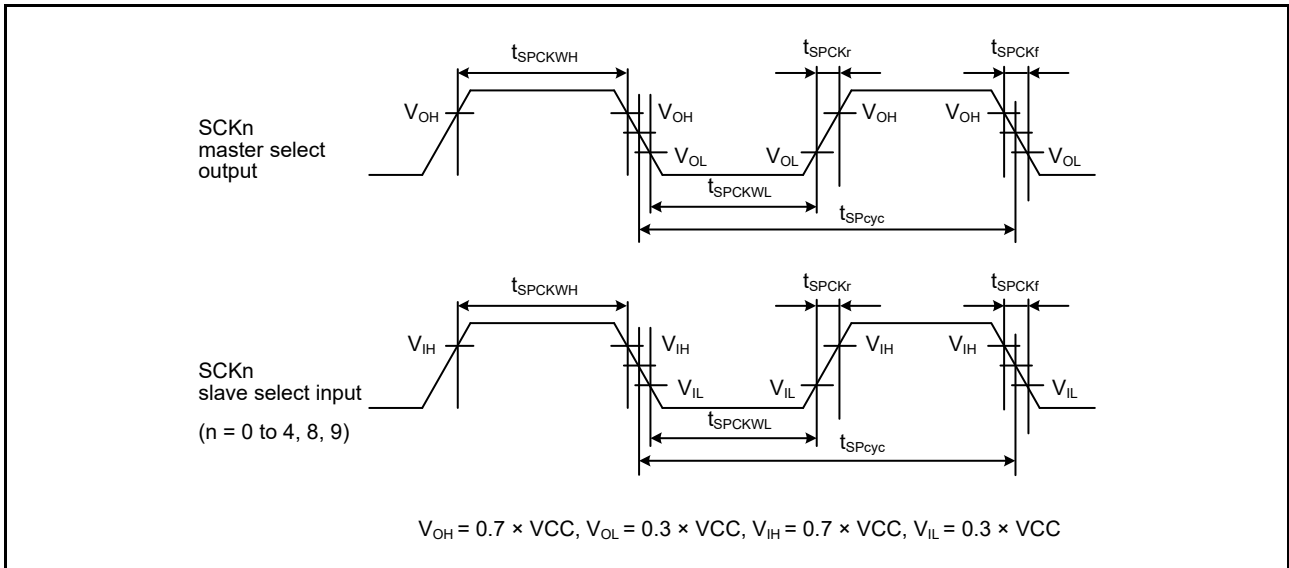 tSPCKWH
tSPCKr
tSPCKf
VOH
VOH
VOH
VOH
SCKn
master select
output
VOL
VOL
VOL
tSPCKWL
tSPcyc
tSPCKWH
tSPCKr
tSPCKf
VIH
VIH
VIH
VIH
SCKn
slave select input
(n = 0 to 4, 8, 9)
VIL
VIL
VIL
tSPCKWL
tSPcyc
VOH = 0.7 × VCC, VOL = 0.3 × VCC, VIH = 0.7 × VCC, VIL = 0.3 × VCC